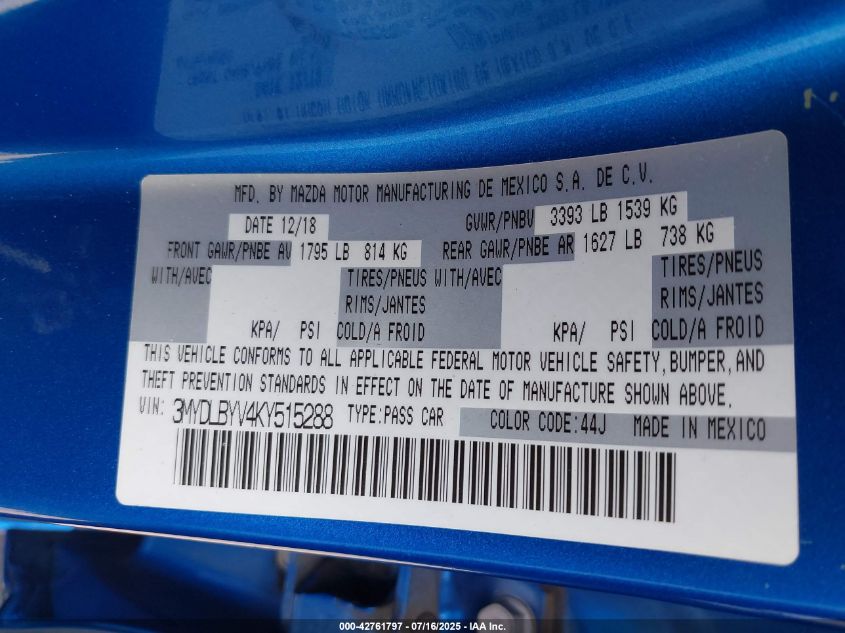 MFD. BY MAZDA MOTOR MANUFACTURING DE MEXICO S.A. DE C.V.
DATE 12/18 GVWR/PNBV 3393 LB 1539 KG
FRONT GAWR/PNBE AV 1795 LB 814 KG REAR GAWR/PNBE AR 1627 LB 738 KG
WITH/AVEC TIRES/PNEUS WITH/AVEC TIRES/PNEUS
RIMS/JANTES RIMS/JANTES
KPA/ PSI COLD/A FROID KPA/ PSI COLD/A FROID
THIS VEHICLE CONFORMS TO ALL APPLICABLE FEDERAL MOTOR VEHICLE SAFETY, BUMPER, AND
THEFT PREVENTION STANDARDS IN EFFECT ON THE DATE OF MANUFACTURE SHOWN ABOVE.
VIN: 3MYDLBYV4KY515288 TYPE:PASS CAR COLOR CODE:44J MADE IN MEXICO
000-42761797 - 07/16/2025 - IAA Inc.